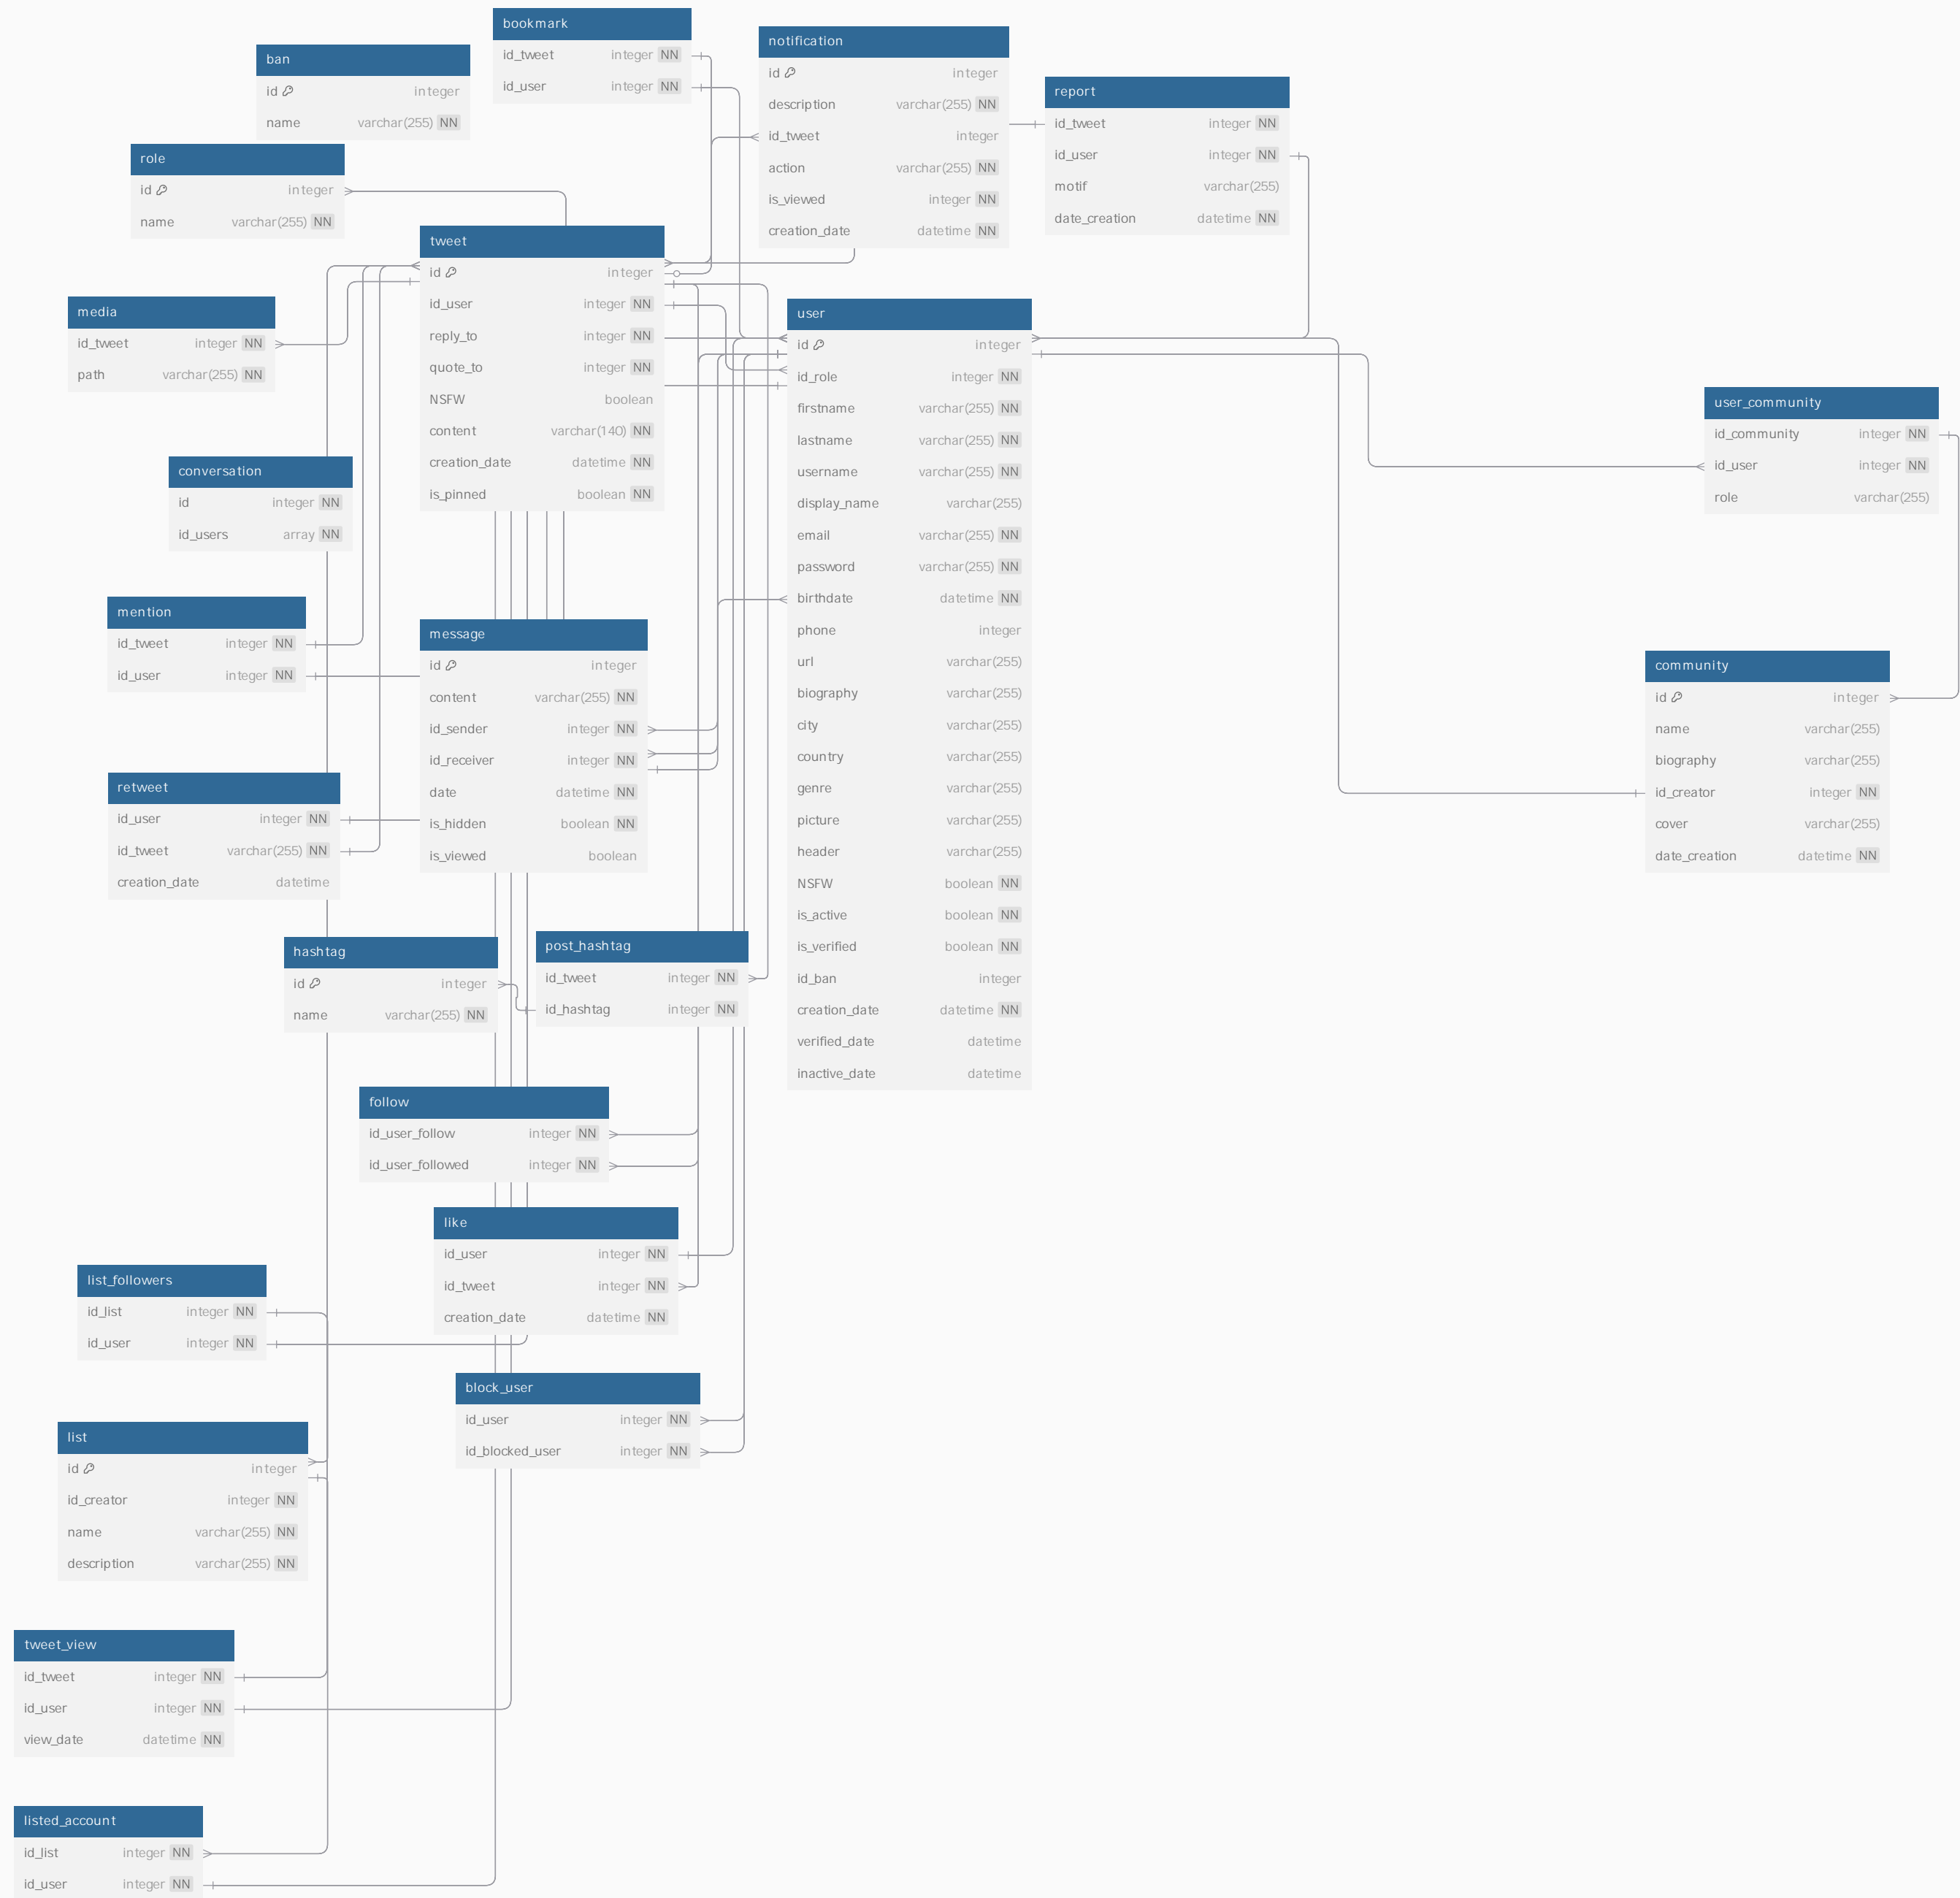 bookmark
id_tweet integer NN
id_user integer NN
notification
id integer
description varchar(255) NN
id_tweet integer
action varchar(255) NN
is_viewed integer NN
creation_date datetime NN
ban
id integer
name varchar(255) NN
report
id_tweet integer NN
id_user integer NN
motif varchar(255)
date_creation datetime NN
role
id integer
name varchar(255) NN
tweet
id integer
id_user integer NN
reply_to integer NN
quote_to integer NN
NSFW boolean
content varchar(140) NN
creation_date datetime NN
is_pinned boolean NN
media
id_tweet integer NN
path varchar(255) NN
user
id integer
id_role integer NN
firstname varchar(255) NN
lastname varchar(255) NN
username varchar(255) NN
display_name varchar(255)
email varchar(255) NN
password varchar(255) NN
birthdate datetime NN
phone integer
url varchar(255)
biography varchar(255)
city varchar(255)
country varchar(255)
genre varchar(255)
picture varchar(255)
header varchar(255)
NSFW boolean NN
is_active boolean NN
is_verified boolean NN
id_ban integer
creation_date datetime NN
verified_date datetime
inactive_date datetime
user_community
id_community integer NN
id_user integer NN
role varchar(255)
conversation
id integer NN
id_users array NN
mention
id_tweet integer NN
id_user integer NN
message
id integer
content varchar(255) NN
id_sender integer NN
id_receiver integer NN
date datetime NN
is_hidden boolean NN
is_viewed boolean
community
id integer
name varchar(255)
biography varchar(255)
id_creator integer NN
cover varchar(255)
date_creation datetime NN
retweet
id_user integer NN
id_tweet varchar(255) NN
creation_date datetime
hashtag
id integer
name varchar(255) NN
post_hashtag
id_tweet integer NN
id_hashtag integer NN
follow
id_user_follow integer NN
id_user_followed integer NN
like
id_user integer NN
id_tweet integer NN
creation_date datetime NN
list_followers
id_list integer NN
id_user integer NN
block_user
id_user integer NN
id_blocked_user integer NN
list
id integer
id_creator integer NN
name varchar(255) NN
description varchar(255) NN
tweet_view
id_tweet integer NN
id_user integer NN
view_date datetime NN
listed_account
id_list integer NN
id_user integer NN